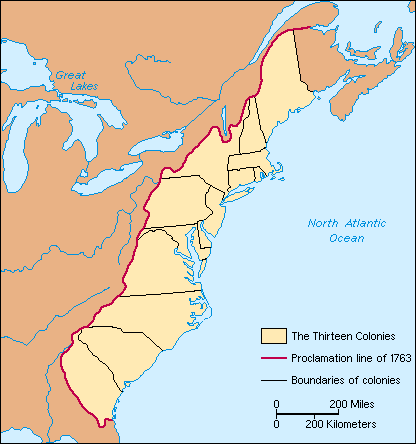 Great
Lakes
North Atlantic
Ocean
The Thirteen Colonies
Proclamation line of 1763
Boundaries of colonies
0 200 Miles
0 200 Kilometers